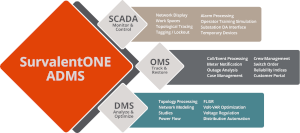 SurvalentONE
ADMS
SCADA
Monitor &
Control
Network Display
Work Queue
Topological Tracing
Tagging / Lockout
Alarm Processing
Operator Training Simulator
Substation DA Interface
Temporary Devices
OMS
Track &
Restore
Call/Event Processing
Meter Notification
Outage Analysis
Case Management
Crew Management
Switch Order
Reliability Indices
Customer Portal
DMS
Analyze &
Optimize
Topology Processing
Network Modeling
Studies
Power Flow
FLISR
Volt-VAR Optimization
Voltage Regulation
Distribution Automation